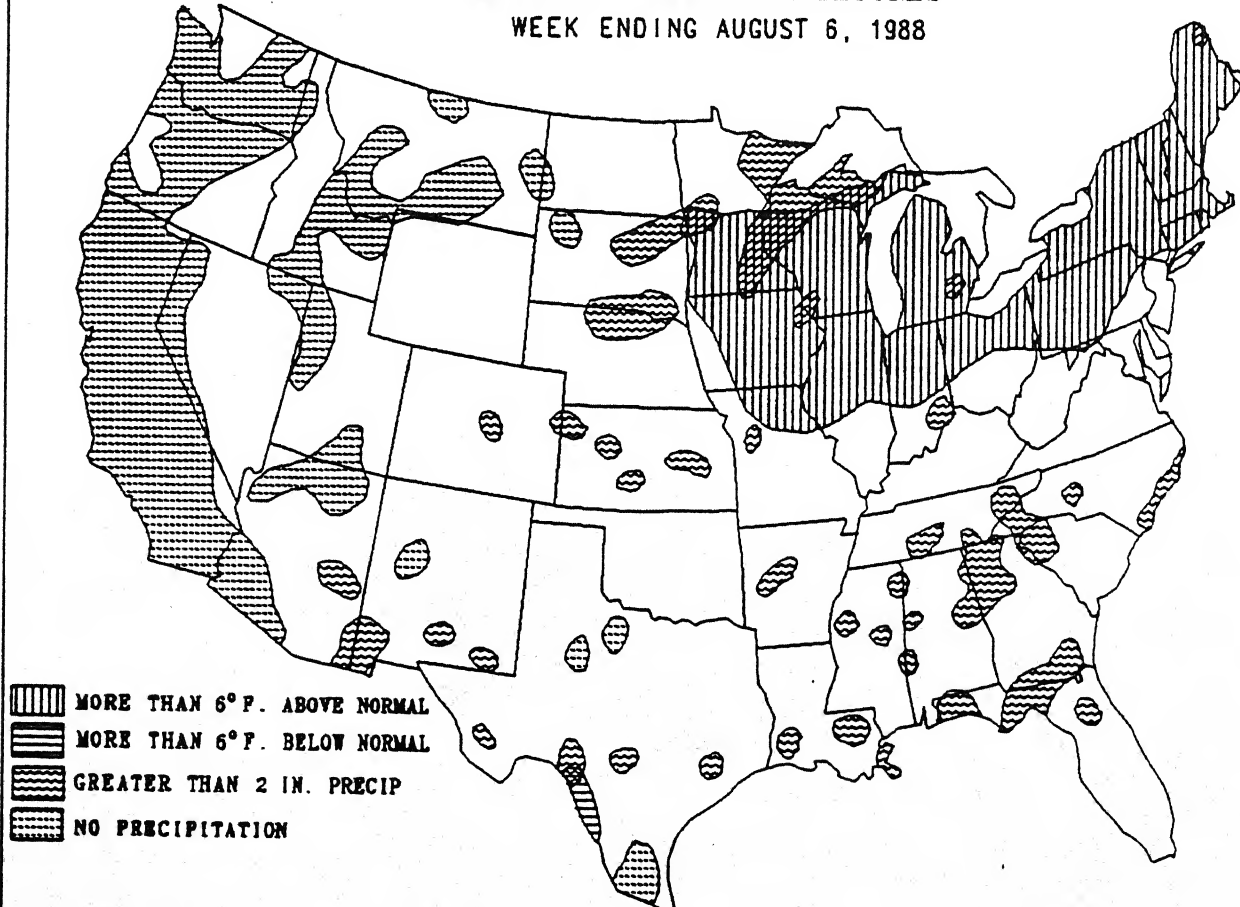 WEEK ENDING AUGUST 6, 1988
MORE THAN 6° F. ABOVE NORMAL
MORE THAN 6° F. BELOW NORMAL
GREATER THAN 2 IN. PRECIP
NO PRECIPITATION